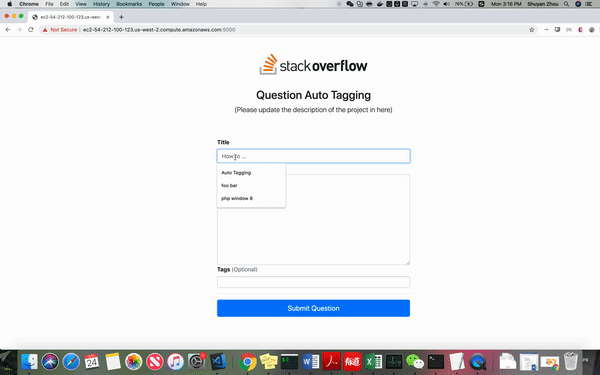 Chrome File Edit View History Bookmarks People Window Help
76% Mon 3:16 PM Shuyan Zhou
ec2-54-212-100-123.us-west-
Not Secure ec2-54-212-100-123.us-west-2.compute.amazonaws.com:5000
stackoverflow
Question Auto Tagging
(Please update the description of the project in here)
Title
How to ...
Auto Tagging
foo bar
php window 8
Tags (Optional)
Submit Question